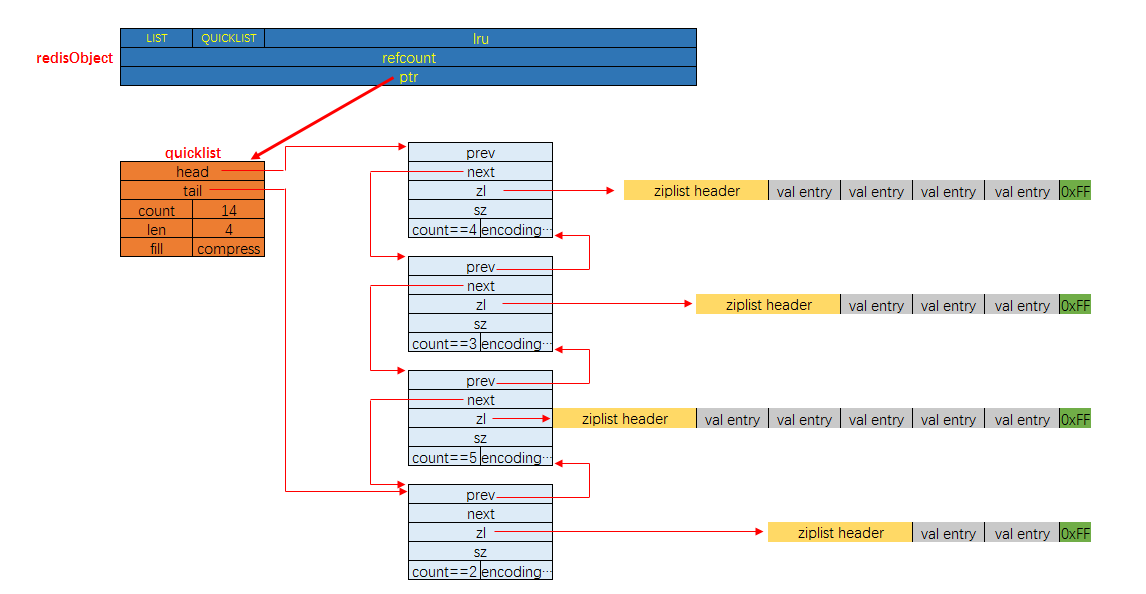 LIST QUICKLIST lru
redisObject refcount
ptr
quicklist
head
tail
count 14
len 4
fill compress
prev
next
zl ziplist header val entry val entry val entry val entry 0xFF
sz
count==4 encoding…
prev
next
zl ziplist header val entry val entry val entry 0xFF
sz
count==3 encoding…
prev
next
zl ziplist header val entry val entry val entry val entry val entry 0xFF
sz
count==5 encoding…
prev
next
zl ziplist header val entry val entry 0xFF
sz
count==2 encoding…